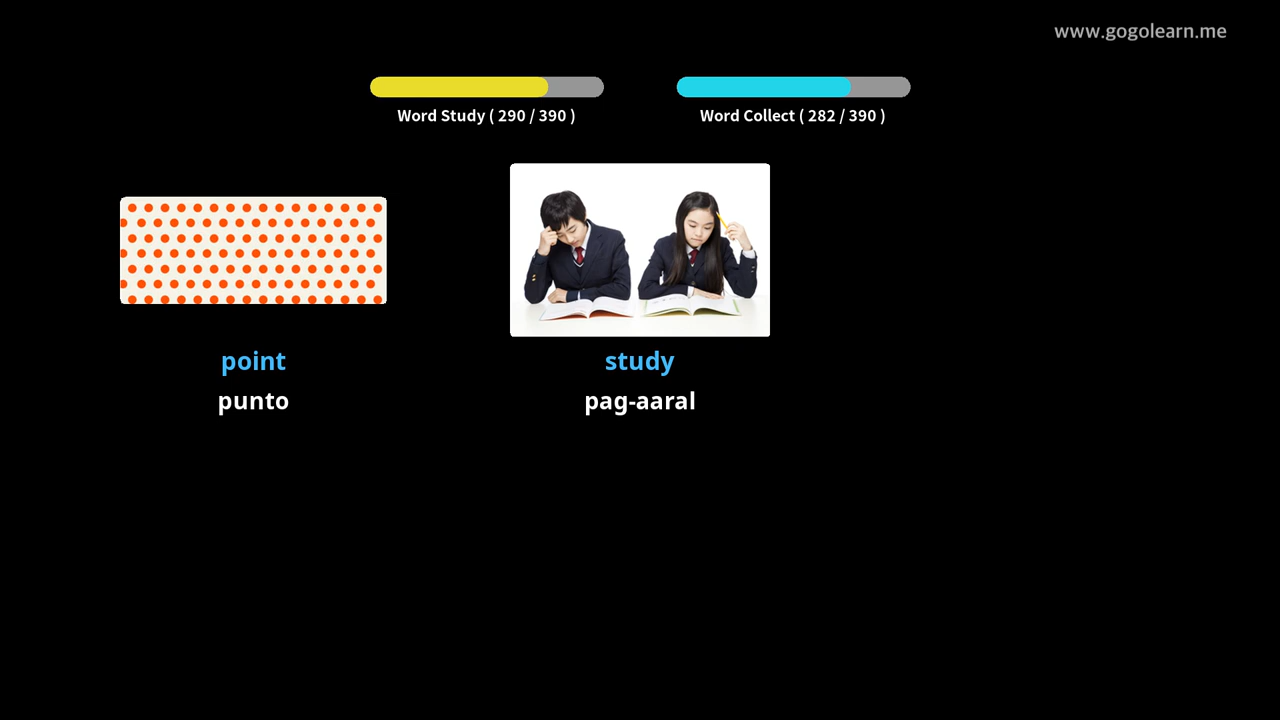 www.gogolearn.me
Word Study ( 290 / 390 )
Word Collect ( 282 / 390 )
point
punto
study
pag-aaral